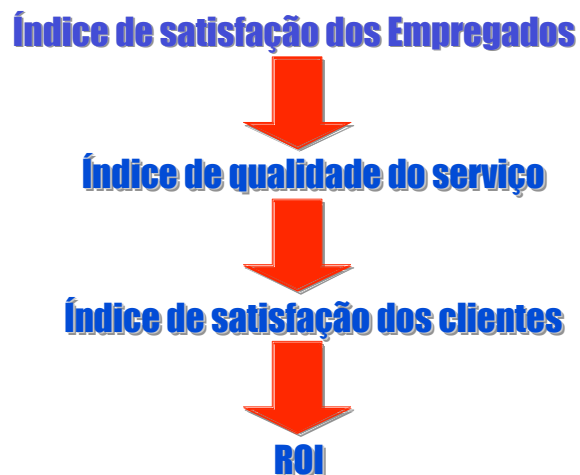 Índice de satisfação dos Empregados
Índice de qualidade do serviço
Índice de satisfação dos clientes
ROI